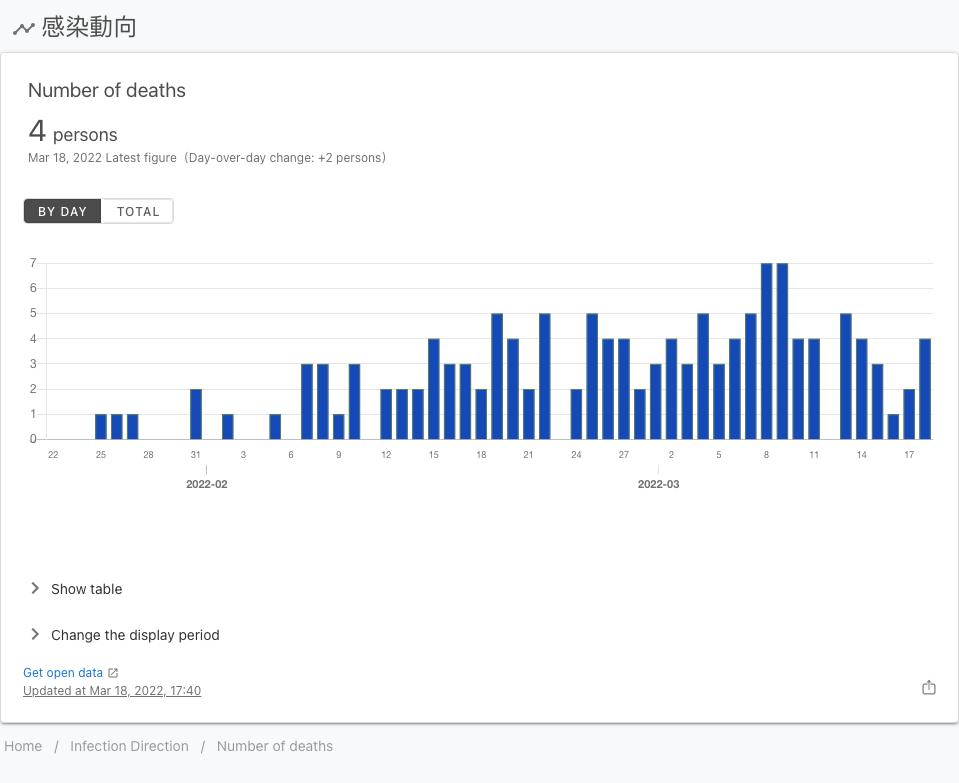 感染動向
Number of deaths
4 persons
Mar 18, 2022 Latest figure (Day-over-day change: +2 persons)
BY DAY TOTAL
7
6
5
4
3
2
1
0
22 25 28 31 3 6 9 12 15 18 21 24 27 2 5 8 11 14 17
2022-02 2022-03
Show table
Change the display period
Get open data
Updated at Mar 18, 2022, 17:40
Home / Infection Direction / Number of deaths